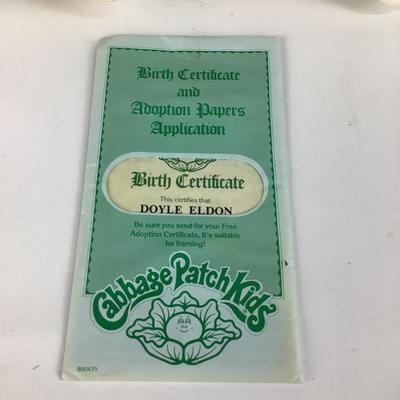 Birth Certificate
and
Adoption Papers
Application
Birth Certificate
This certifies that
DOYLE ELDON
Be sure you send for your Free
Adoption Certificate. It's suitable
for framing!
Cabbage Patch Kids
800435